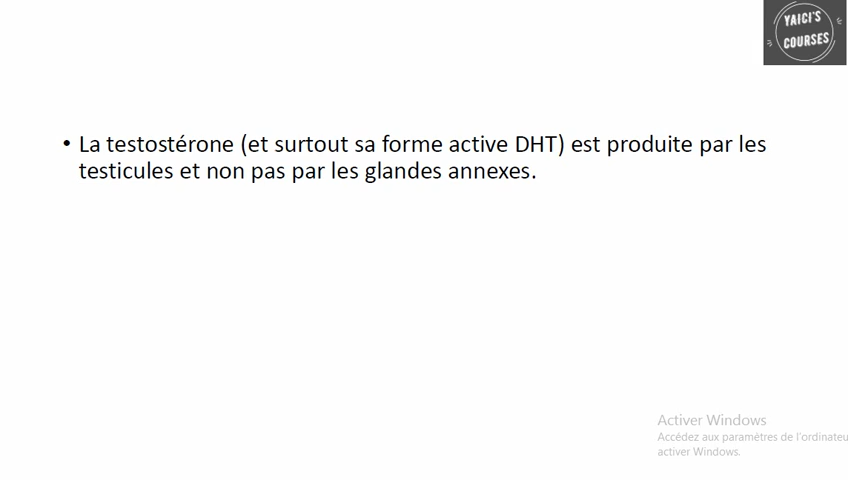 YAICI'S
COURSES
• La testostérone (et surtout sa forme active DHT) est produite par les
testicules et non pas par les glandes annexes.
Activer Windows
Accédez aux paramètres de l'ordinateu
activer Windows.